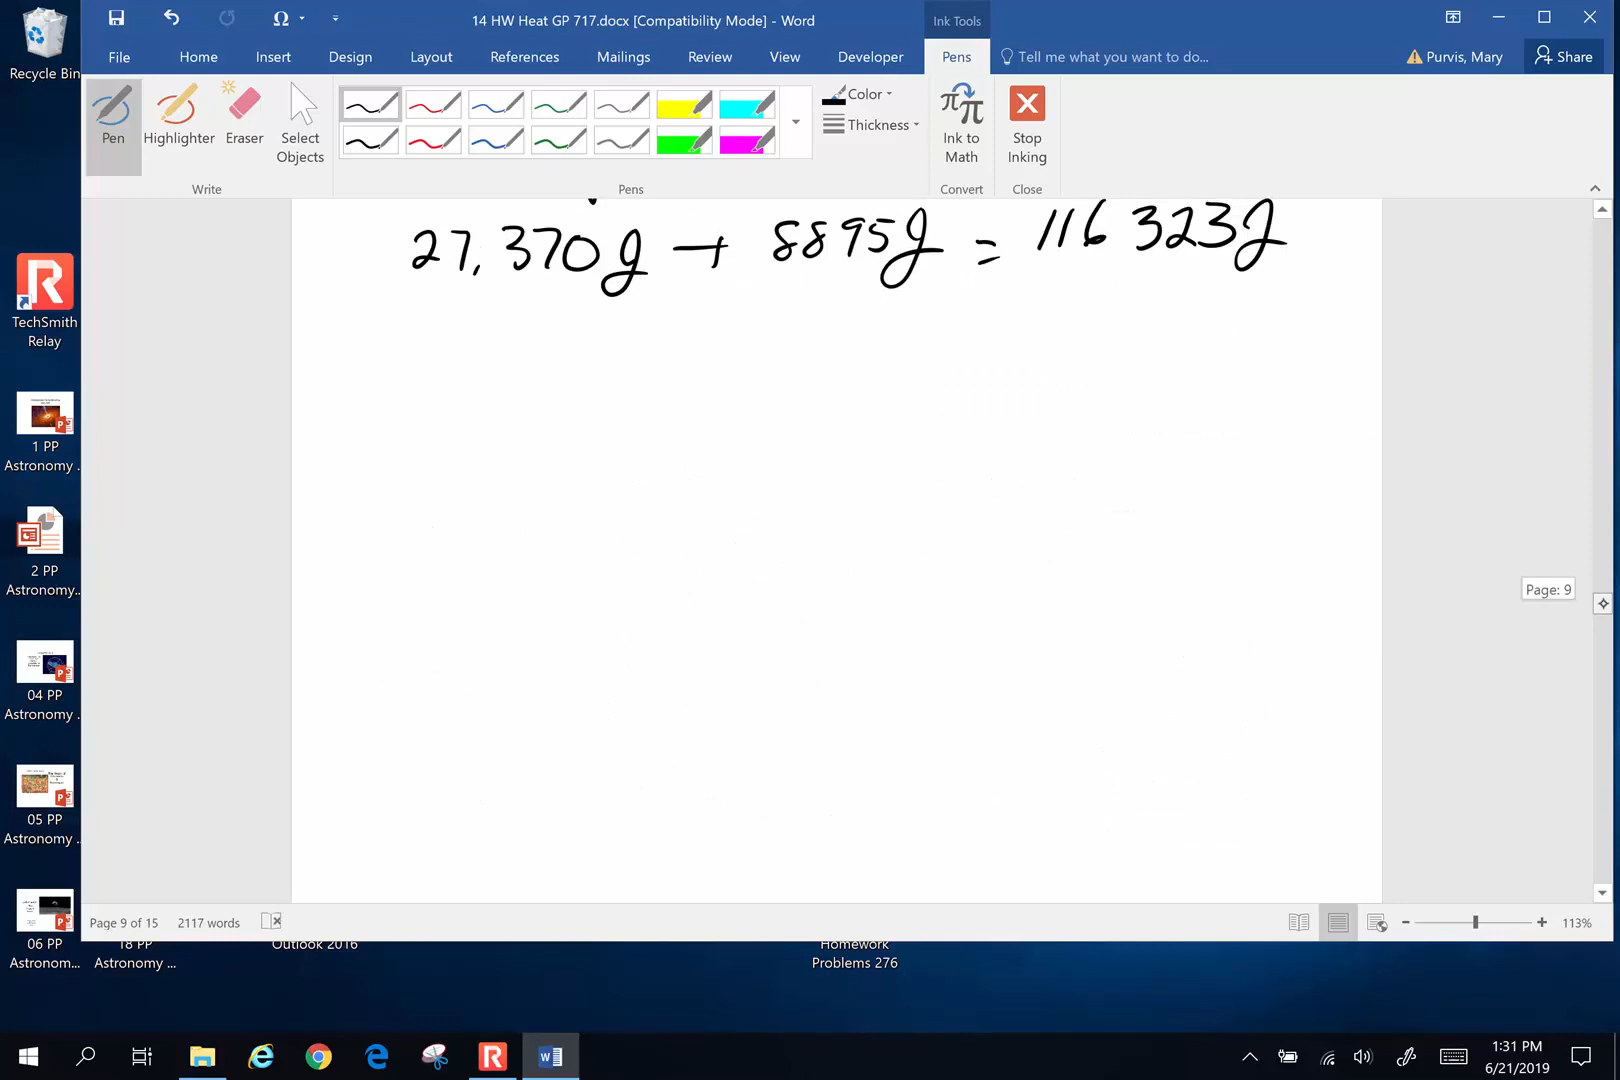 Recycle Bin
14 HW Heat GP 717.docx [Compatibility Mode] - Word
Ink Tools
File
Home
Insert
Design
Layout
References
Mailings
Review
View
Developer
Pens
Tell me what you want to do...
Purvis, Mary
Share
Pen
Highlighter
Eraser
Select
Objects
Color
Thickness
Ink to
Math
Stop
Inking
Write
Pens
Convert
Close
27,370g + 8895g = 116 323g
TechSmith
Relay
1 PP
Astronomy ...
2 PP
Astronomy...
04 PP
Astronomy ...
05 PP
Astronomy ...
06 PP
Astronom...
18 PP
Astronomy ...
Outlook 2016
Homework
Problems 276
Page: 9
Page 9 of 15
2117 words
113%
1:31 PM
6/21/2019